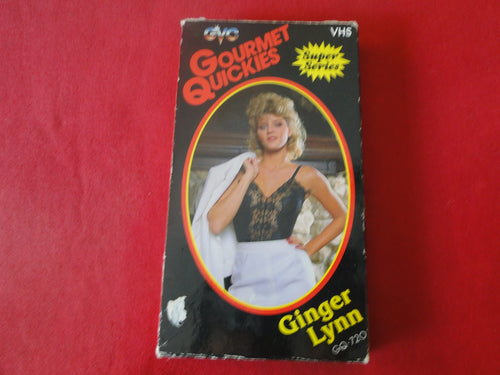 GVC
VHS
GOURMET
QUICKIES
Super
Series
Ginger
Lynn
GQ-720